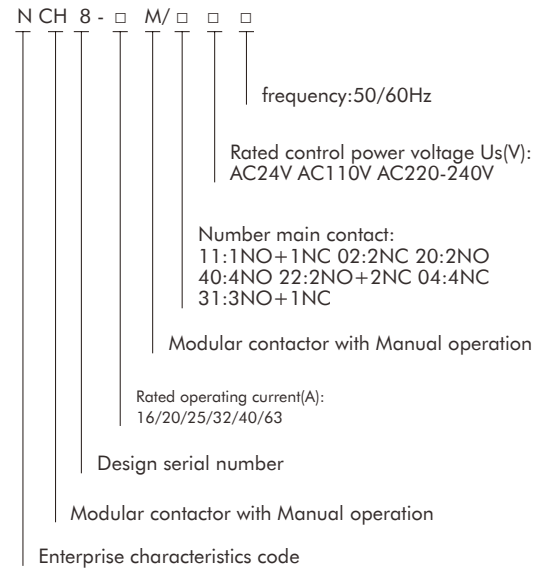 N CH 8 - □ M/□ □ □
frequency:50/60Hz
Rated control power voltage Us(V):
AC24V AC110V AC220-240V
Number main contact:
11:1NO+1NC 02:2NC 20:2NO
40:4NO 22:2NO+2NC 04:4NC
31:3NO+1NC
Modular contactor with Manual operation
Rated operating current(A):
16/20/25/32/40/63
Design serial number
Modular contactor with Manual operation
Enterprise characteristics code